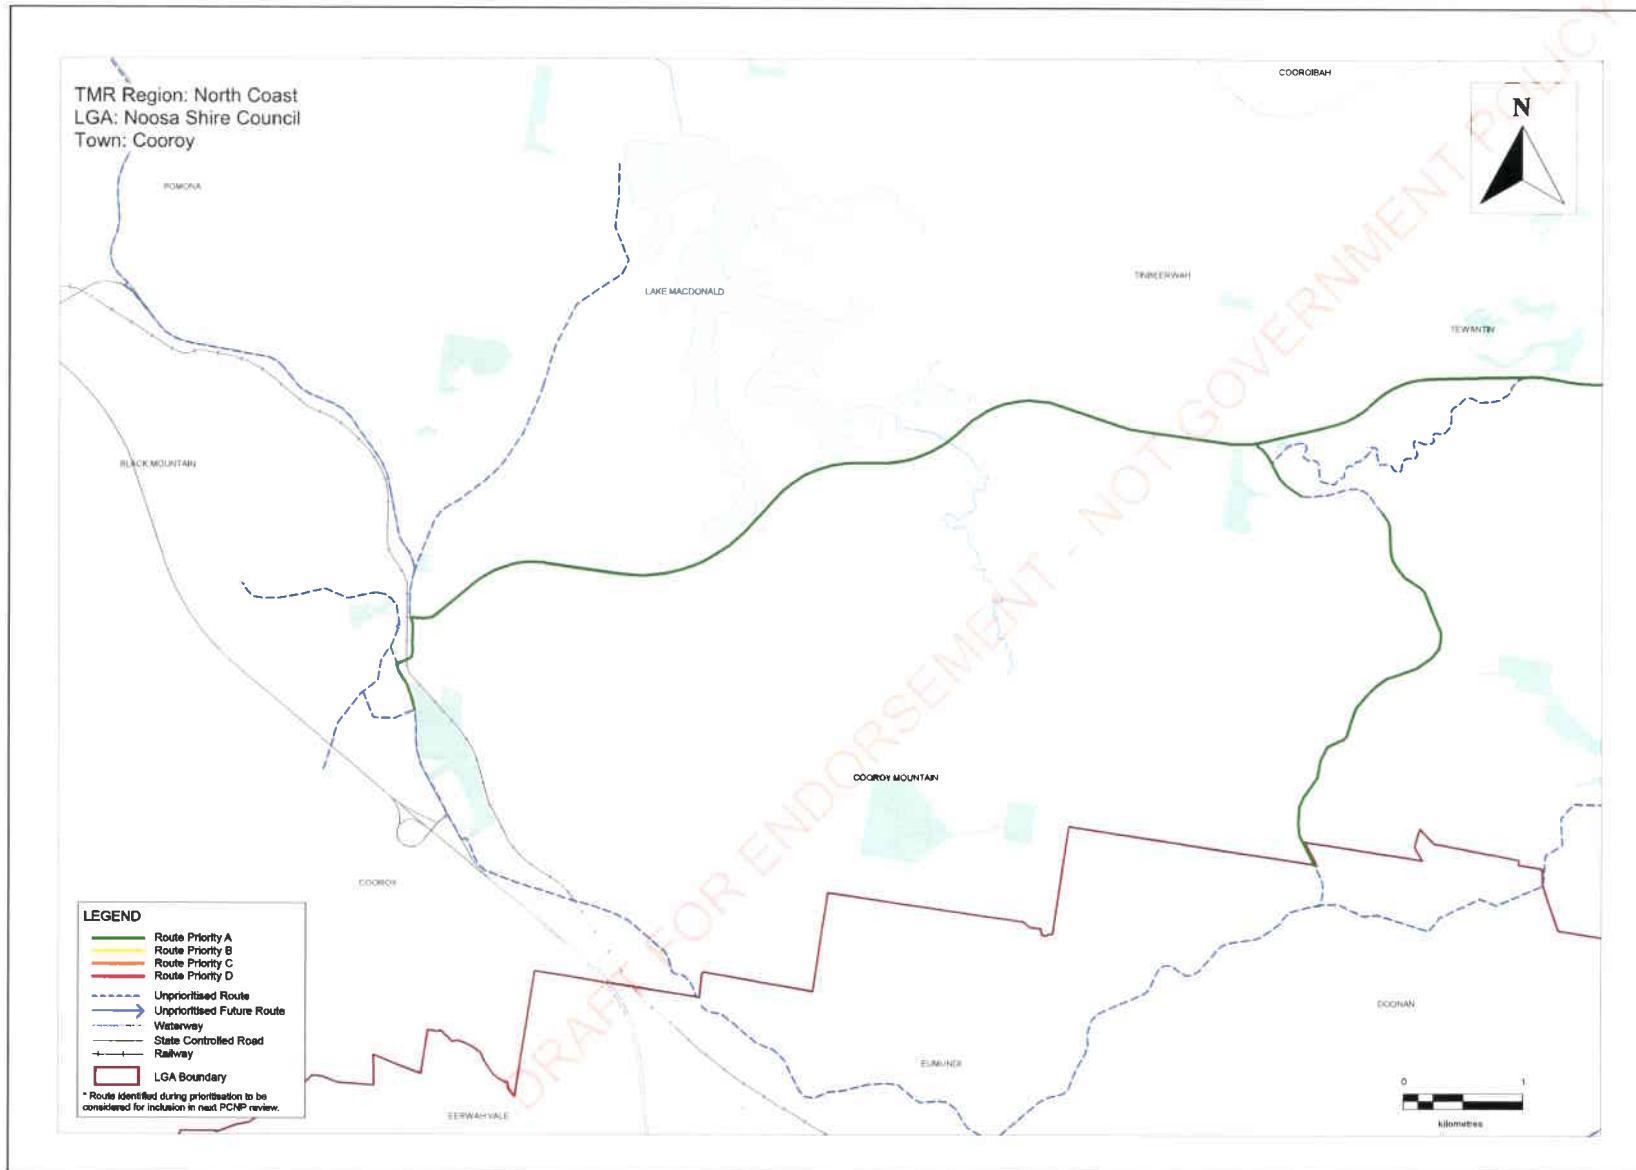 TMR Region: North Coast
LGA: Noosa Shire Council
Town: Cooroy
N
COOROIBAH
POMONA
TINBEERWAH
LAKE MACDONALD
TEWANTIN
BLACK MOUNTAIN
COOROY MOUNTAIN
COOROY
DOONAN
EUMUNDI
EERWAH VALE
DRAFT FOR ENDORSEMENT - NOT GOVERNMENT POLICY
LEGEND
Route Priority A
Route Priority B
Route Priority C
Route Priority D
Unprioritised Route
Unprioritised Future Route
Waterway
State Controlled Road
Railway
LGA Boundary
* Route identified during prioritisation to be
considered for inclusion in next PCNP review.
0 1
kilometres